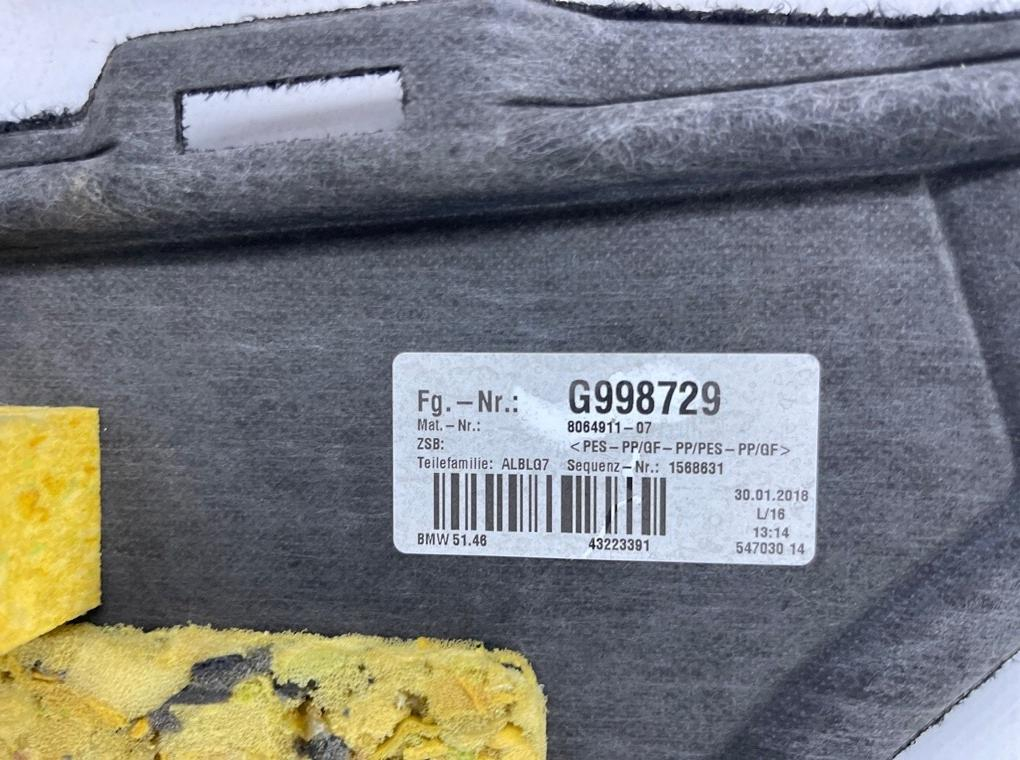 Fg.–Nr.: G998729
Mat.–Nr.: 8064911–07
ZSB: <PES–PP/GF–PP/PES–PP/GF>
Teilefamilie: ALBLG7 Sequenz–Nr.: 1568631
30.01.2018
L/16
13:14
BMW 51.46 43223391 547030 14